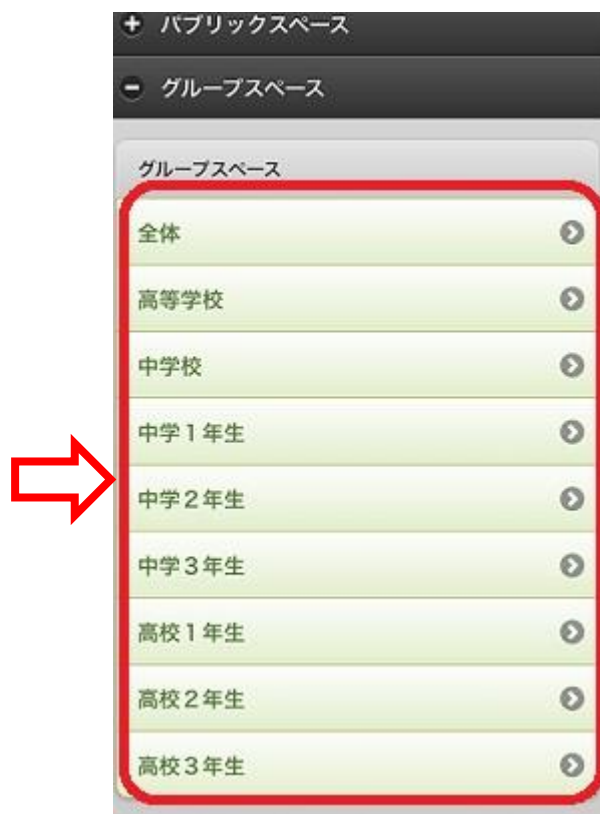 パブリックスペース
グループスペース
グループスペース
全体
高等学校
中学校
中学１年生
中学２年生
中学３年生
高校１年生
高校２年生
高校３年生